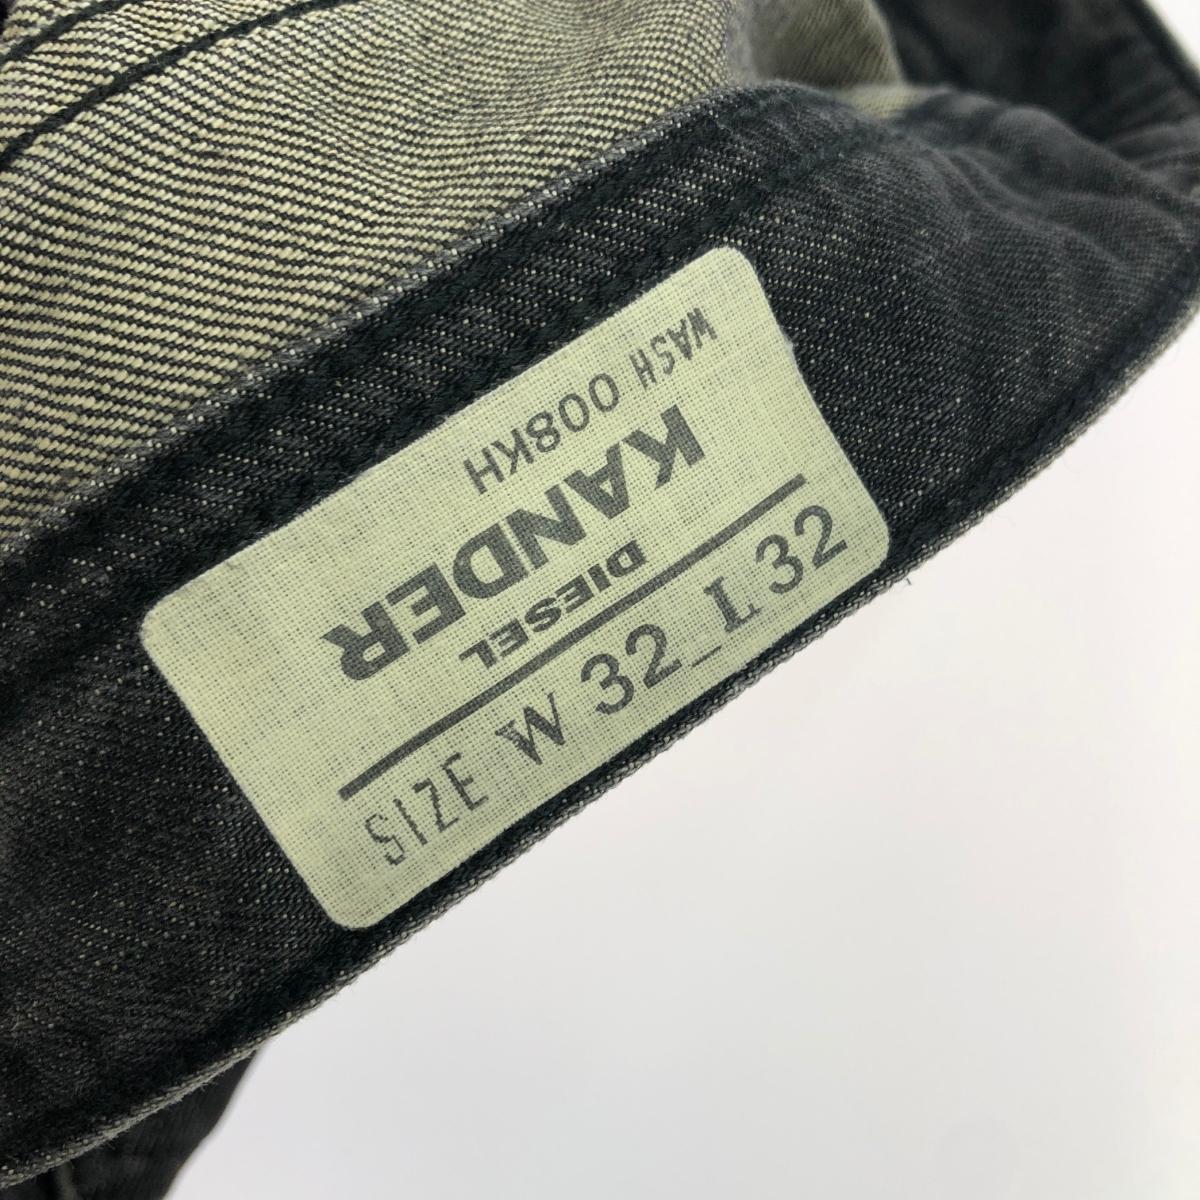 SIZE W 32_L 32
DIESEL
KANDER
WASH 008KH